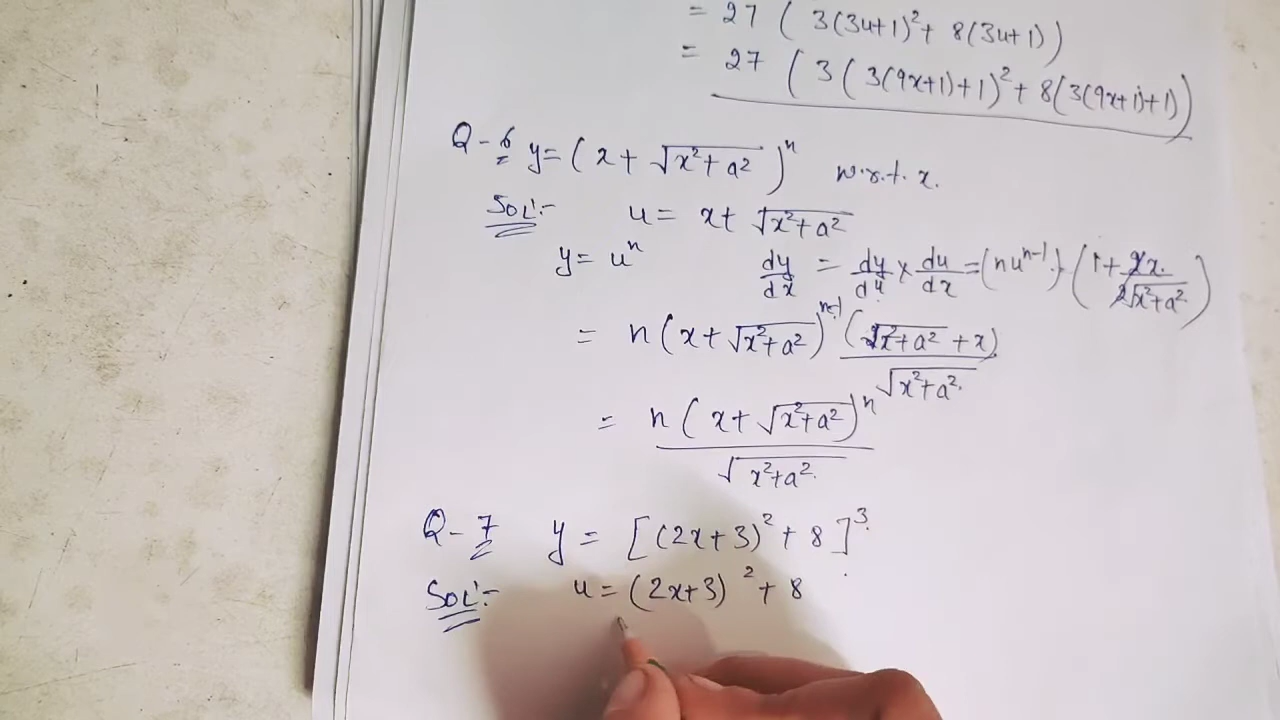 = 27 ( 3(3u+1)² + 8(3u+1))
= 27 ( 3( 3(9x+1)+1)² + 8(3(9x+1)+1)
Q-6 y= (x+ √x²+a² )ⁿ w.r.t x.
SOL':- u= x+ √x²+a²
y= uⁿ dy/dx = dy/du × du/dx = (nuⁿ⁻¹.) (1+ 2x./2√x²+a²)
= n(x+√x²+a²)ⁿ⁻¹ (√x²+a² +x)/√x²+a².
= n( x+ √x²+a²)ⁿ/√x²+a².
Q-7 y = [(2x+3)² + 8]³.
SOL':- u= (2x+3)² + 8